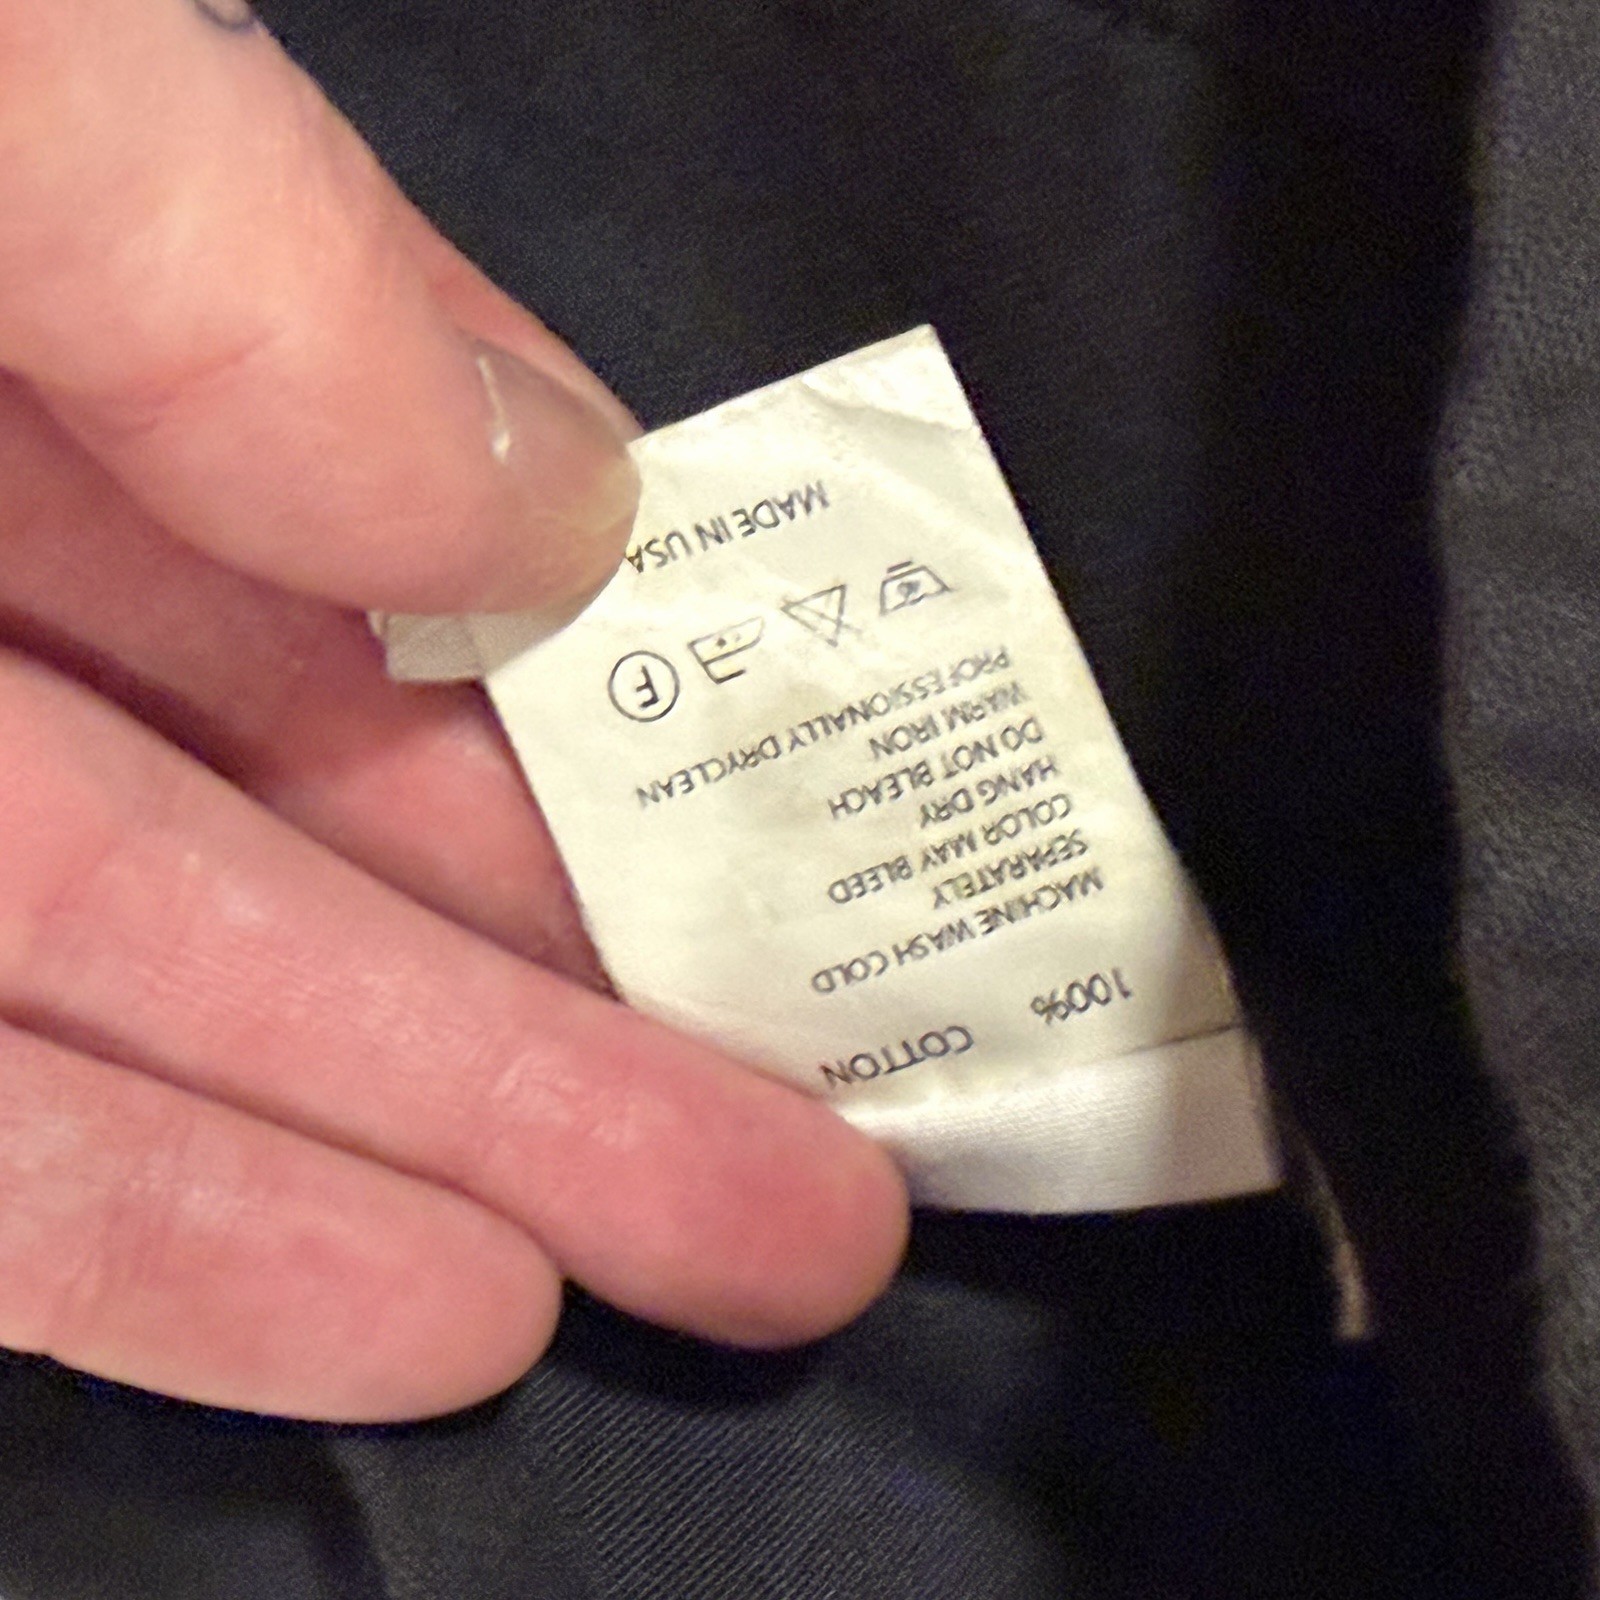 100% COTTON
MACHINE WASH COLD
SEPARATELY
COLOR MAY BLEED
HANG DRY
DO NOT BLEACH
WARM IRON
PROFESSIONALLY DRYCLEAN
F
MADE IN USA